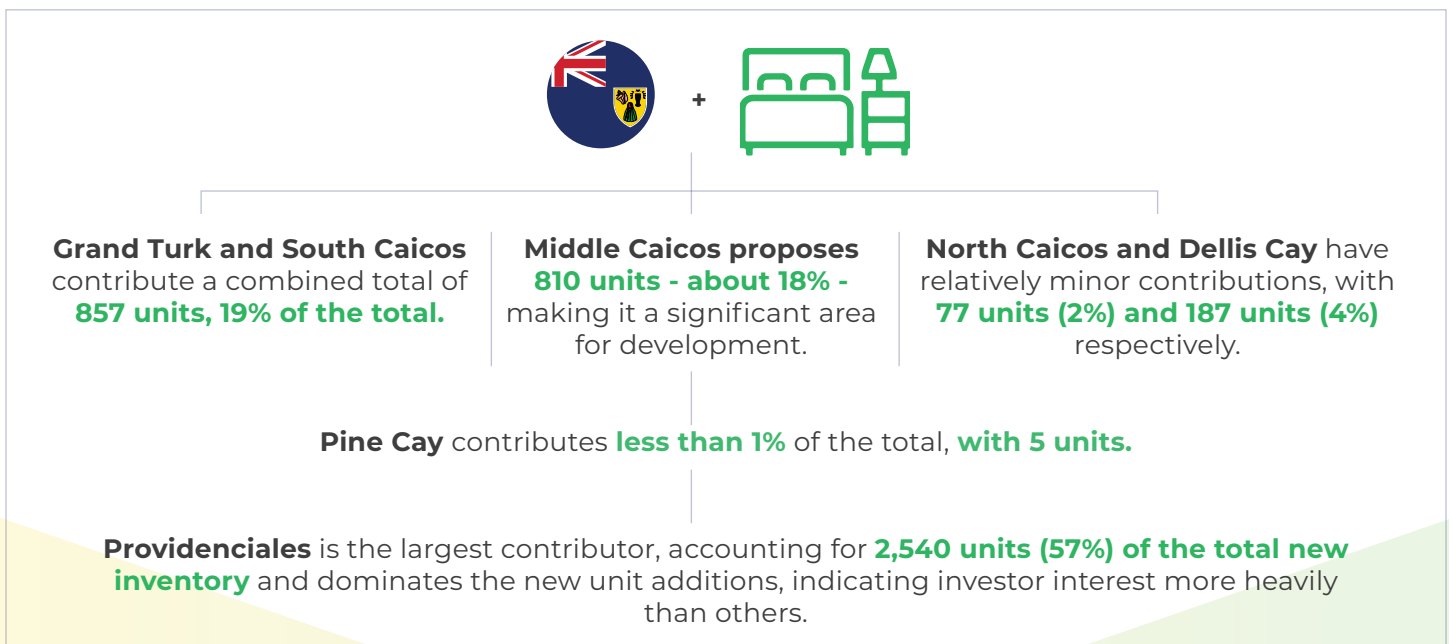 +
Grand Turk and South Caicos
contribute a combined total of
857 units, 19% of the total.
Middle Caicos proposes
810 units - about 18% -
making it a significant area
for development.
North Caicos and Dellis Cay have
relatively minor contributions, with
77 units (2%) and 187 units (4%)
respectively.
Pine Cay contributes less than 1% of the total, with 5 units.
Providenciales is the largest contributor, accounting for 2,540 units (57%) of the total new
inventory and dominates the new unit additions, indicating investor interest more heavily
than others.